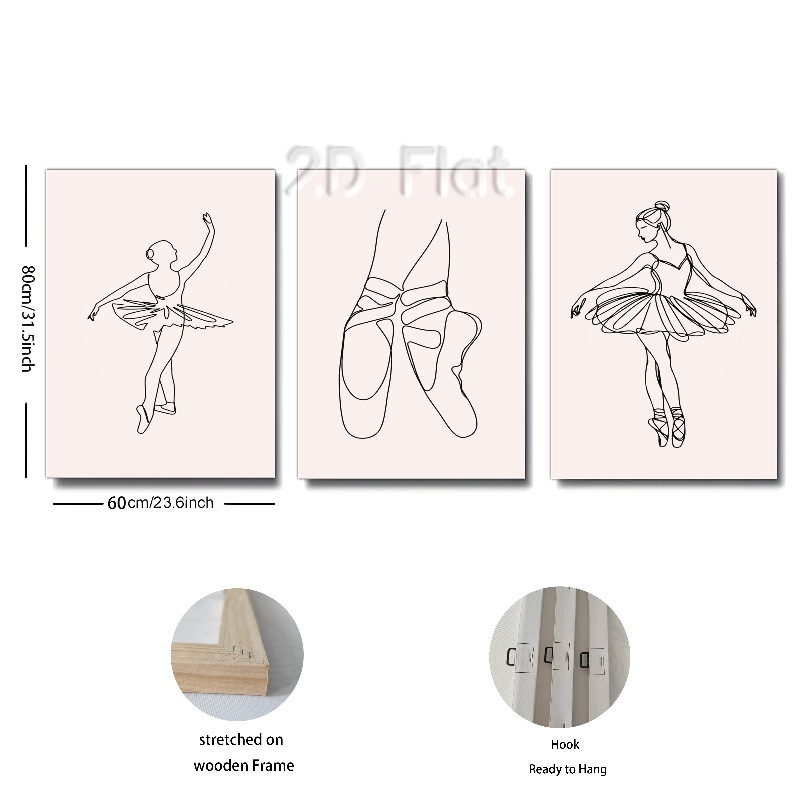 2D Flat
80cm/31.5inch
60cm/23.6inch
stretched on
wooden Frame
Hook
Ready to Hang